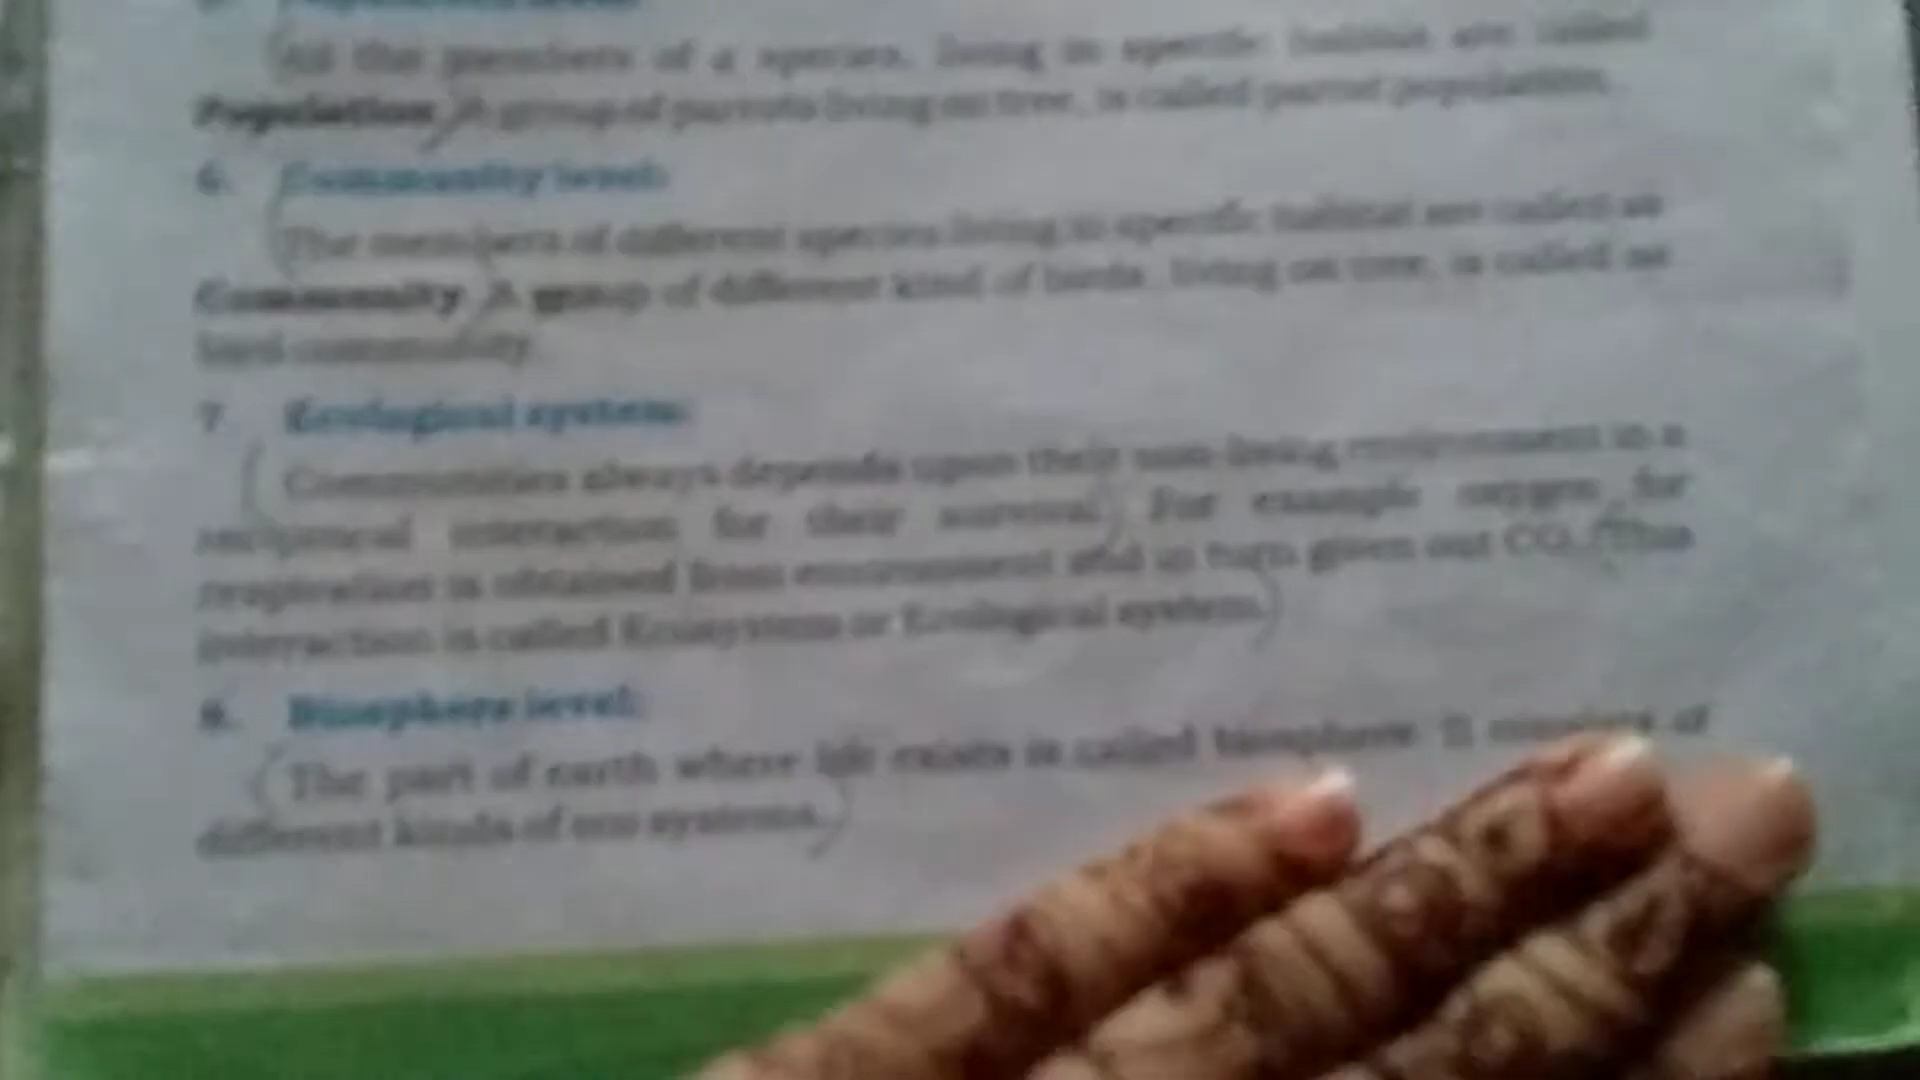 All the members of a species, living in specific habitat are called
Population. A group of parrots living on tree, is called parrot population.
6. Community level:
The members of different species living in specific habitat are called as
Community. A group of different kind of birds, living on tree, is called as
bird community.
7. Ecological system:
Communities always depends upon their non-living environment in a
reciprocal interaction for their survival. For example oxygen for
respiration is obtained from environment and in turn given out CO₂. This
interaction is called Ecosystem or Ecological system.
8. Biosphere level:
The part of earth where life exists is called biosphere. It consists of
different kinds of eco systems.